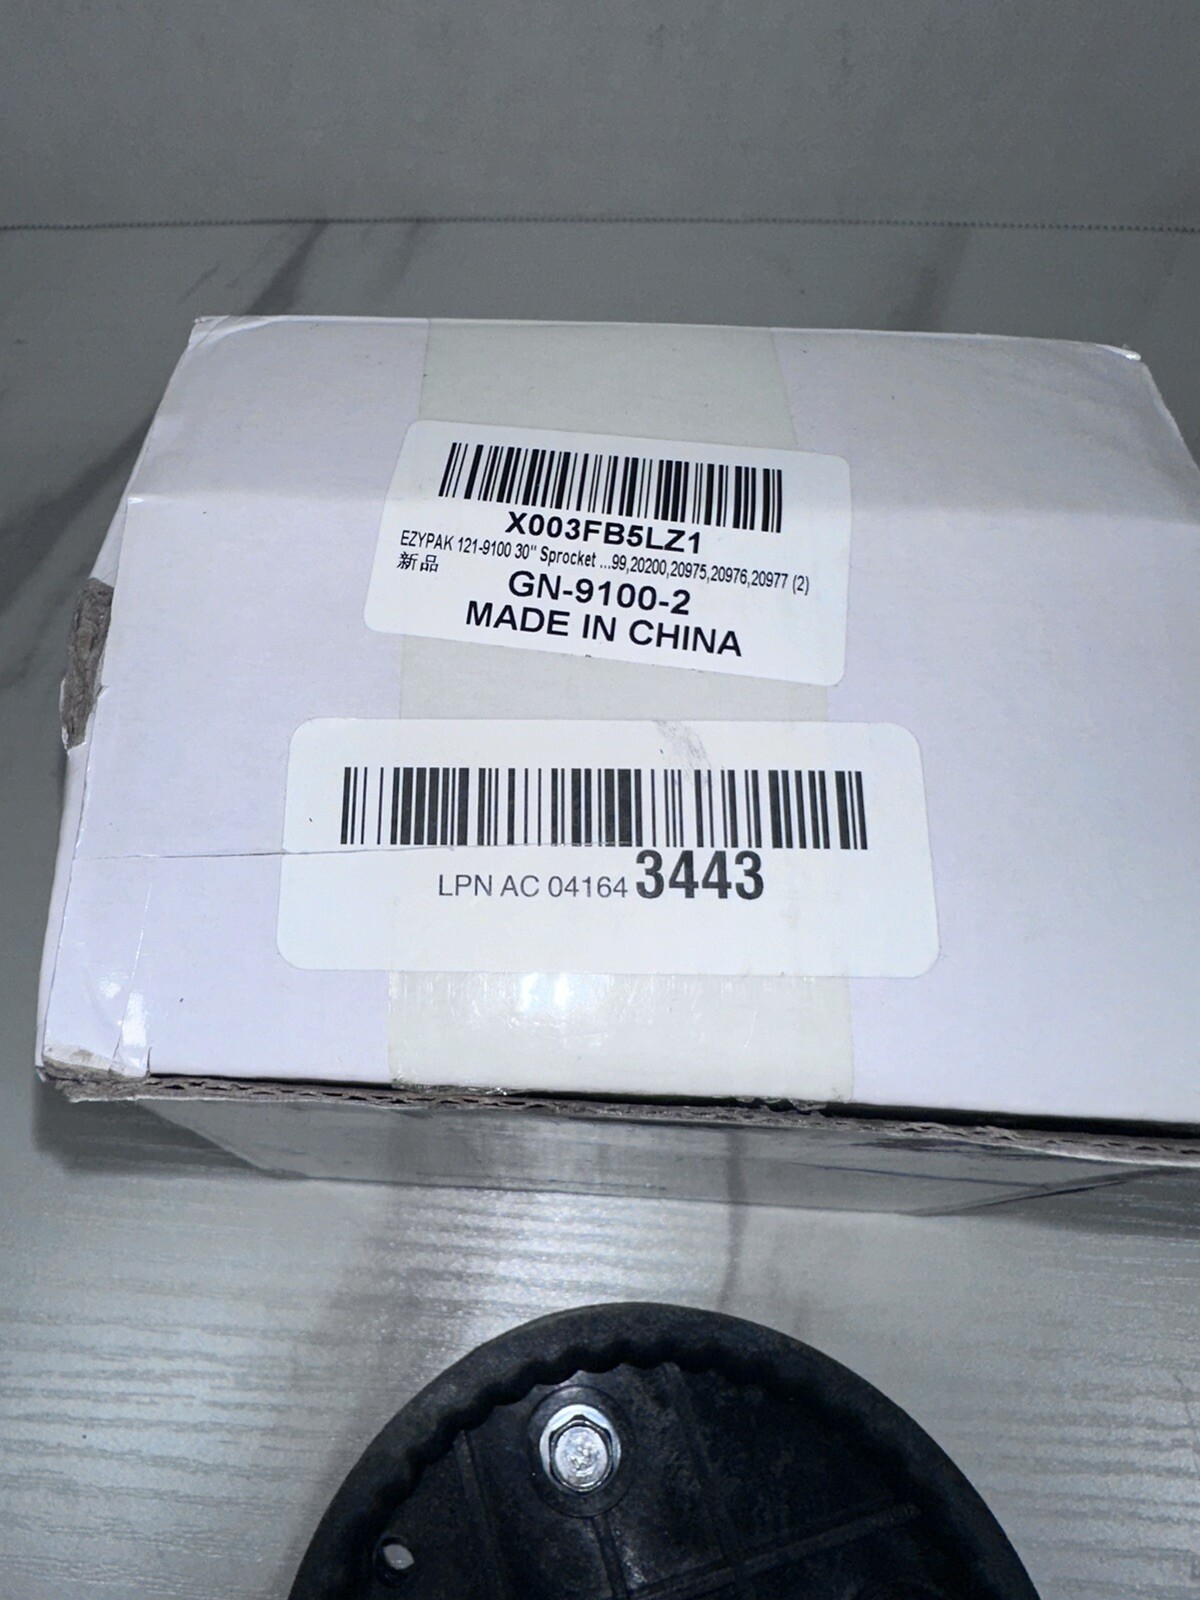 X003FB5LZ1
EZYPAK 121-9100 30" Sprocket ...99,20200,20975,20976,20977 (2)
新品
GN-9100-2
MADE IN CHINA
LPN AC 04164 3443